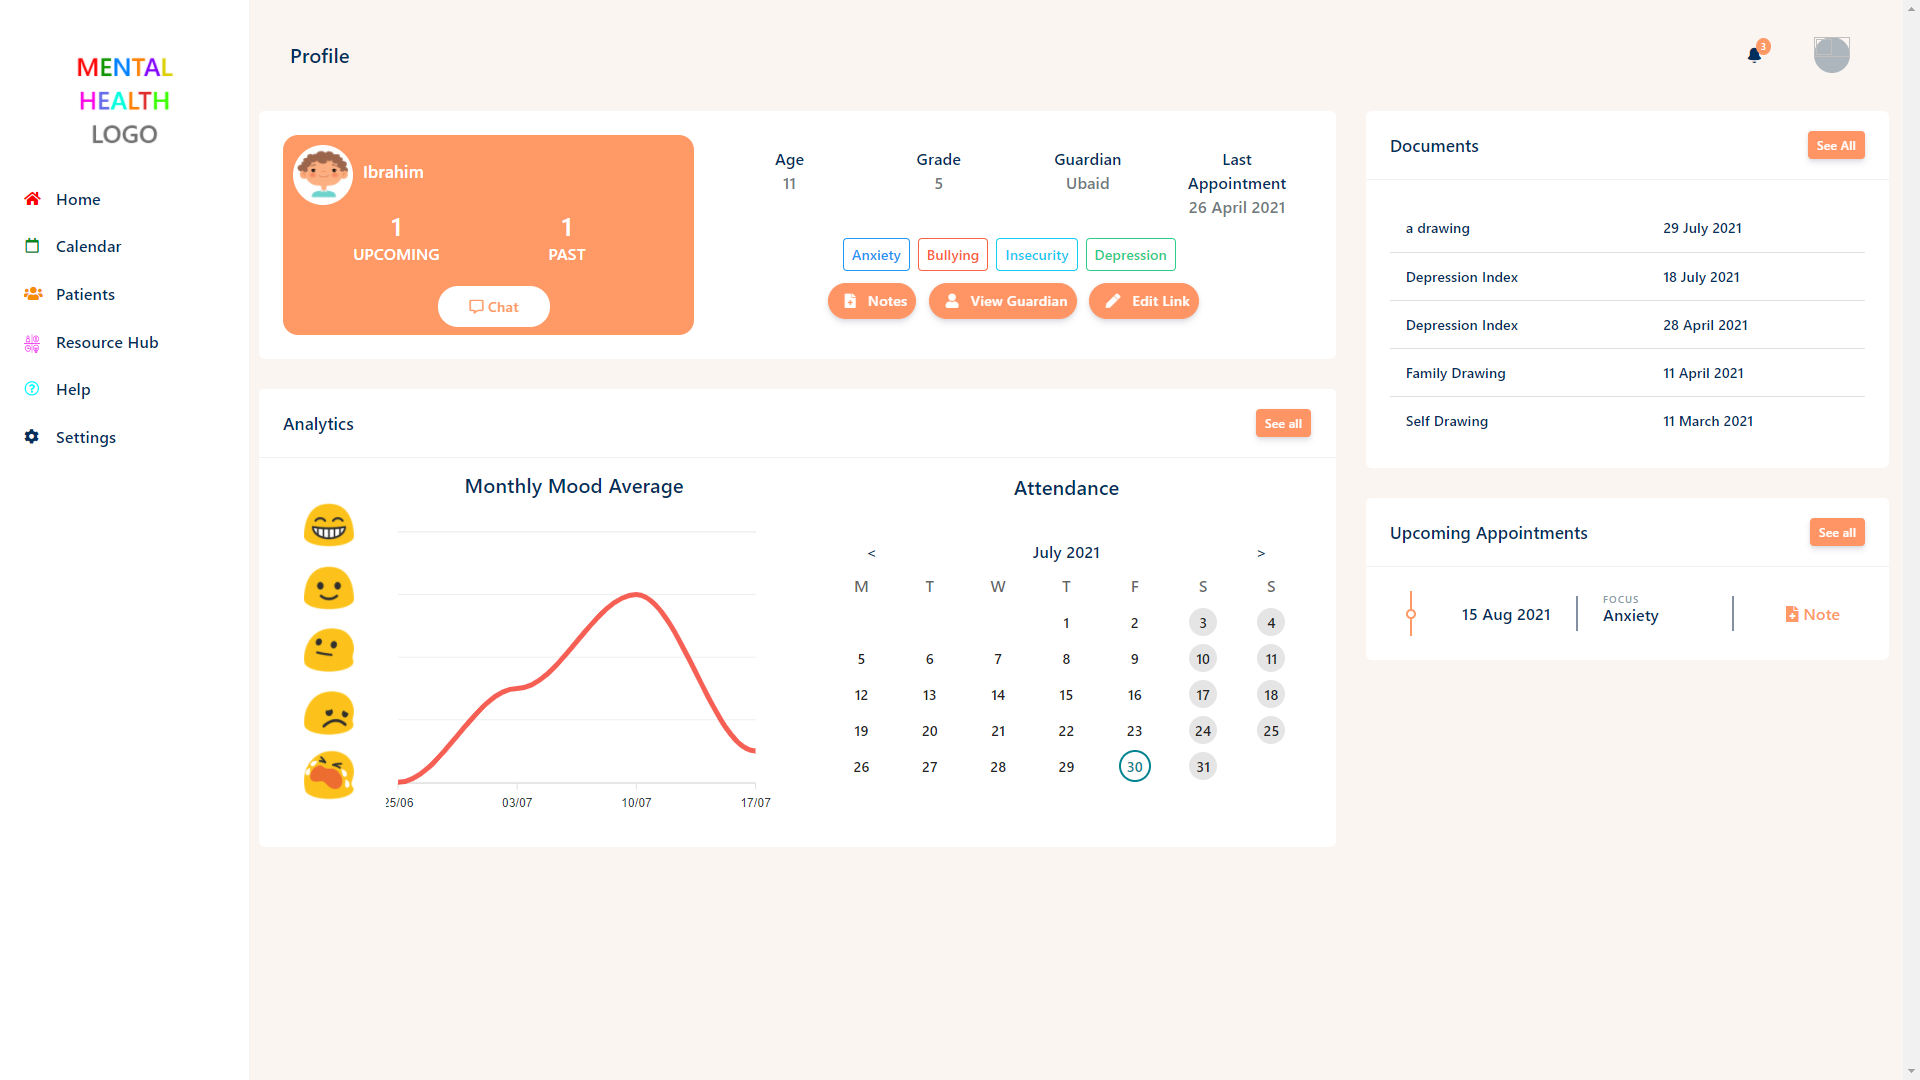 MENTAL
HEALTH
LOGO
Home
Calendar
Patients
Resource Hub
Help
Settings
Profile
3
Ibrahim
1 1
UPCOMING PAST
Chat
Age Grade Guardian Last
Appointment
11 5 Ubaid
26 April 2021
Anxiety Bullying Insecurity Depression
Notes View Guardian Edit Link
Analytics See all
Monthly Mood Average
25/06 03/07 10/07 17/07
Attendance
< July 2021 >
M T W T F S S
1 2 3 4
5 6 7 8 9 10 11
12 13 14 15 16 17 18
19 20 21 22 23 24 25
26 27 28 29 30 31
Documents See All
a drawing 29 July 2021
Depression Index 18 July 2021
Depression Index 28 April 2021
Family Drawing 11 April 2021
Self Drawing 11 March 2021
Upcoming Appointments See all
FOCUS
15 Aug 2021 Anxiety Note